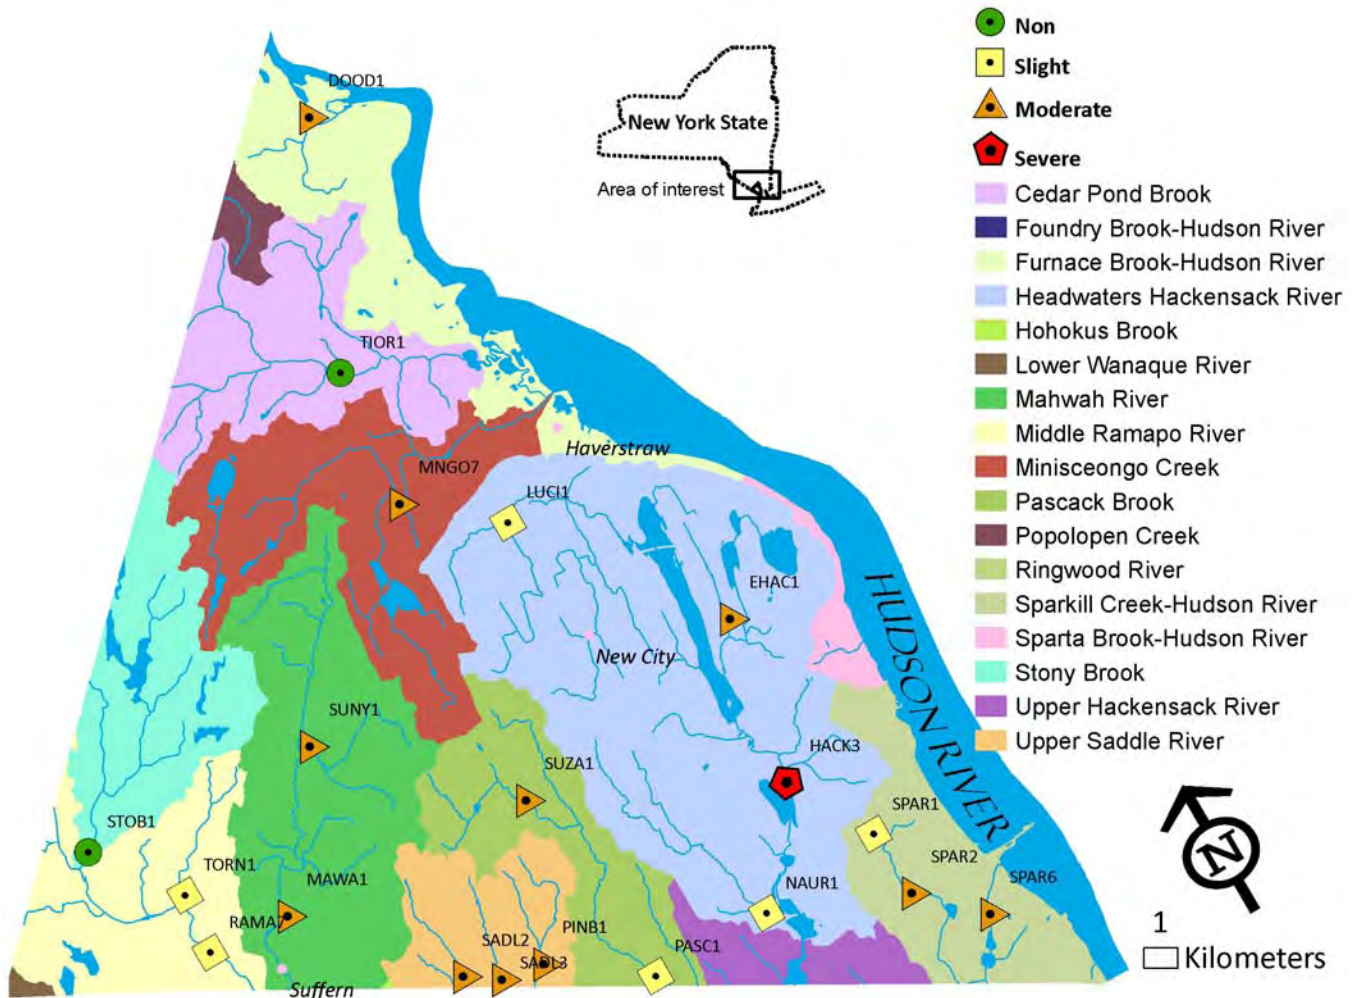 Non
Slight
Moderate
Severe
Cedar Pond Brook
Foundry Brook-Hudson River
Furnace Brook-Hudson River
Headwaters Hackensack River
Hohokus Brook
Lower Wanaque River
Mahwah River
Middle Ramapo River
Minisceongo Creek
Pascack Brook
Popolopen Creek
Ringwood River
Sparkill Creek-Hudson River
Sparta Brook-Hudson River
Stony Brook
Upper Hackensack River
Upper Saddle River
New York State
Area of interest
DOOD1
TIOR1
Haverstraw
MNGO7
LUCI1
EHAC1
HUDSON RIVER
New City
SUNY1
HACK3
SUZA1
SPAR1
STOB1
SPAR2
TORN1
MAWA1
NAUR1
SPAR6
RAMA7
PINB1
SADL2
PASC1
SADL3
Suffern
N
1
Kilometers